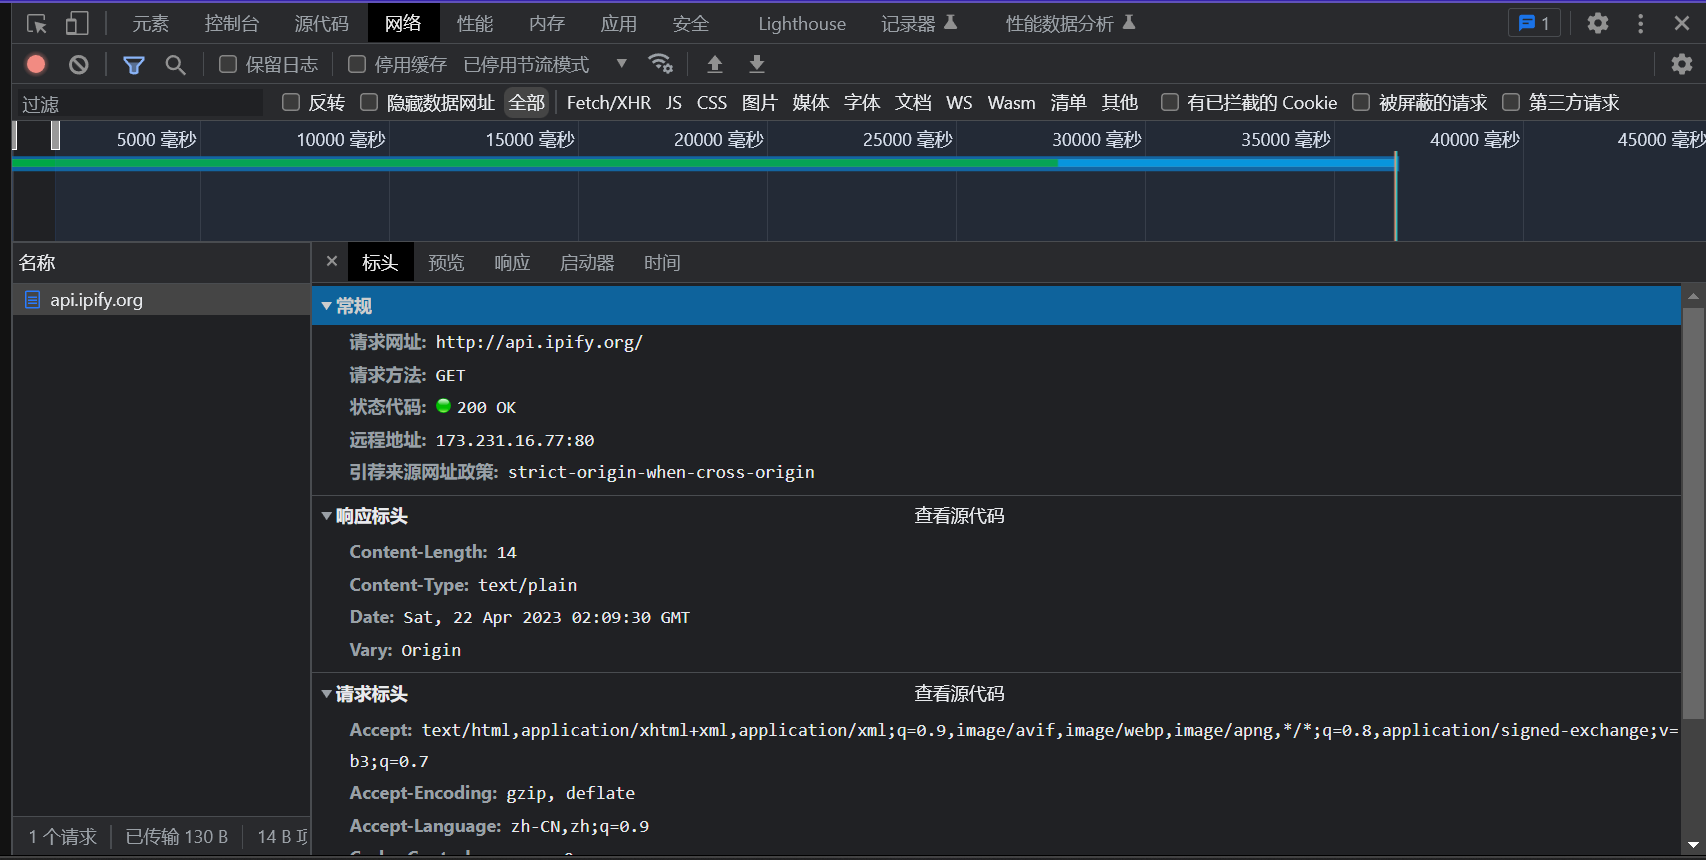 元素 控制台 源代码 网络 性能 内存 应用 安全 Lighthouse 记录器 性能数据分析 1
保留日志 停用缓存 已停用节流模式
过滤 反转 隐藏数据网址 全部 Fetch/XHR JS CSS 图片 媒体 字体 文档 WS Wasm 清单 其他 有已拦截的 Cookie 被屏蔽的请求 第三方请求
5000 毫秒 10000 毫秒 15000 毫秒 20000 毫秒 25000 毫秒 30000 毫秒 35000 毫秒 40000 毫秒 45000 毫秒
名称
api.ipify.org
× 标头 预览 响应 启动器 时间
常规
请求网址: http://api.ipify.org/
请求方法: GET
状态代码: 200 OK
远程地址: 173.231.16.77:80
引荐来源网址政策: strict-origin-when-cross-origin
响应标头 查看源代码
Content-Length: 14
Content-Type: text/plain
Date: Sat, 22 Apr 2023 02:09:30 GMT
Vary: Origin
请求标头 查看源代码
Accept: text/html,application/xhtml+xml,application/xml;q=0.9,image/avif,image/webp,image/apng,*/*;q=0.8,application/signed-exchange;v=
b3;q=0.7
Accept-Encoding: gzip, deflate
Accept-Language: zh-CN,zh;q=0.9
1 个请求 已传输 130 B 14 B